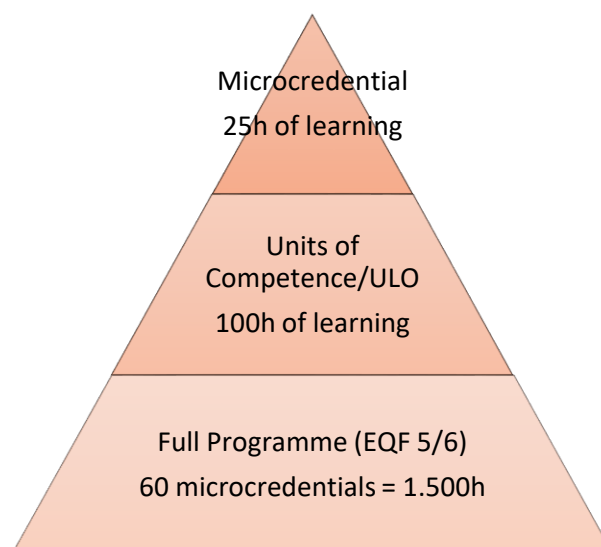 Microcredential
25h of learning
Units of
Competence/ULO
100h of learning
Full Programme (EQF 5/6)
60 microcredentials = 1.500h